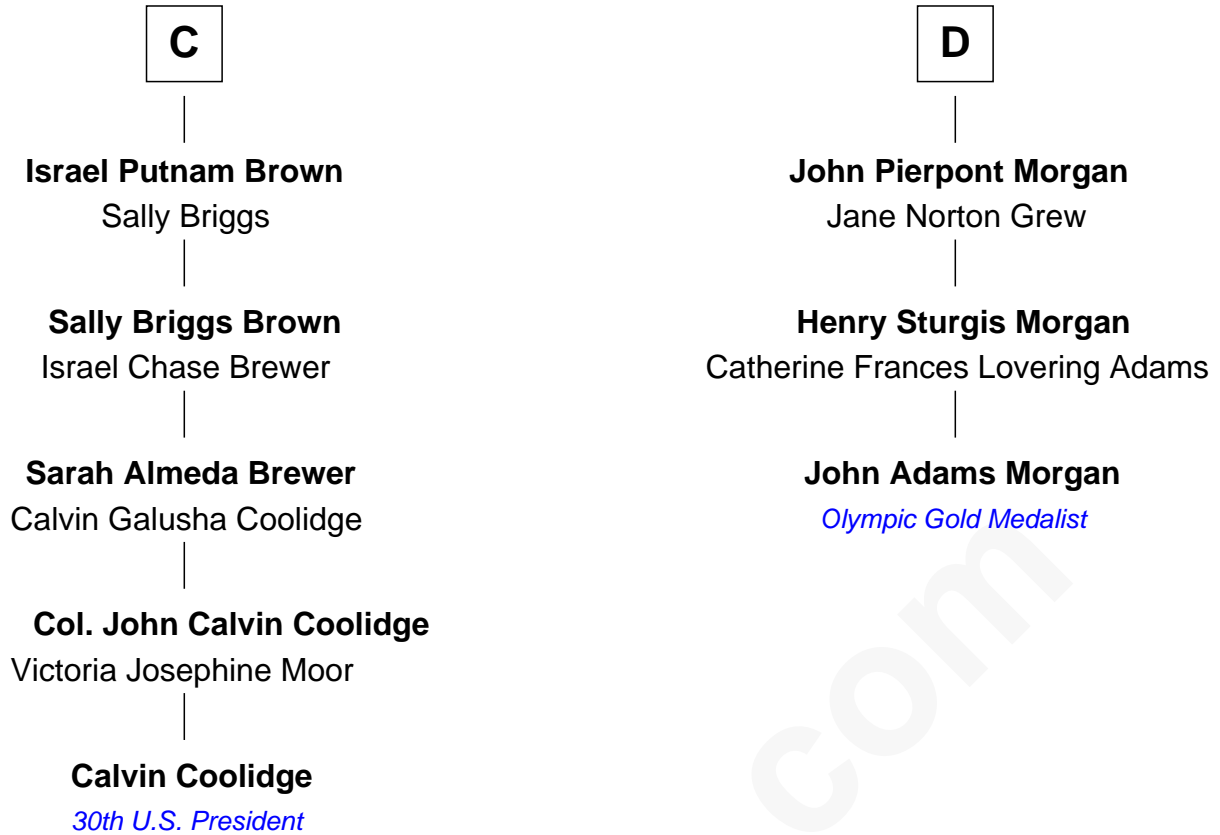 C
Israel Putnam Brown
Sally Briggs
Sally Briggs Brown
Israel Chase Brewer
Sarah Almeda Brewer
Calvin Galusha Coolidge
Col. John Calvin Coolidge
Victoria Josephine Moor
Calvin Coolidge
30th U.S. President
D
John Pierpont Morgan
Jane Norton Grew
Henry Sturgis Morgan
Catherine Frances Lovering Adams
John Adams Morgan
Olympic Gold Medalist
com